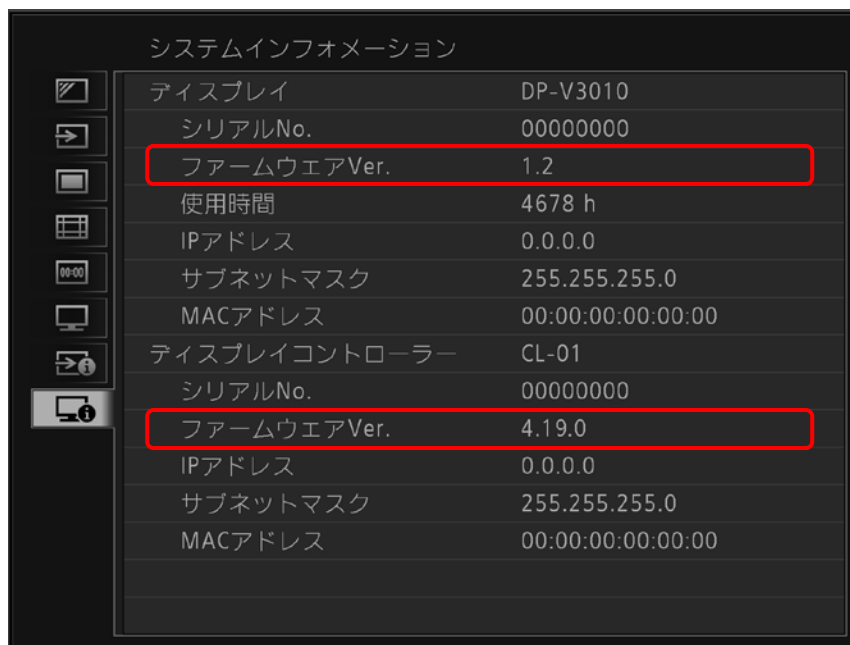 システムインフォメーション
ディスプレイ DP-V3010
シリアルNo. 00000000
ファームウエアVer. 1.2
使用時間 4678 h
IPアドレス 0.0.0.0
00:00
サブネットマスク 255.255.255.0
MACアドレス 00:00:00:00:00:00
ディスプレイコントローラー CL-01
シリアルNo. 00000000
ファームウエアVer. 4.19.0
IPアドレス 0.0.0.0
サブネットマスク 255.255.255.0
MACアドレス 00:00:00:00:00:00